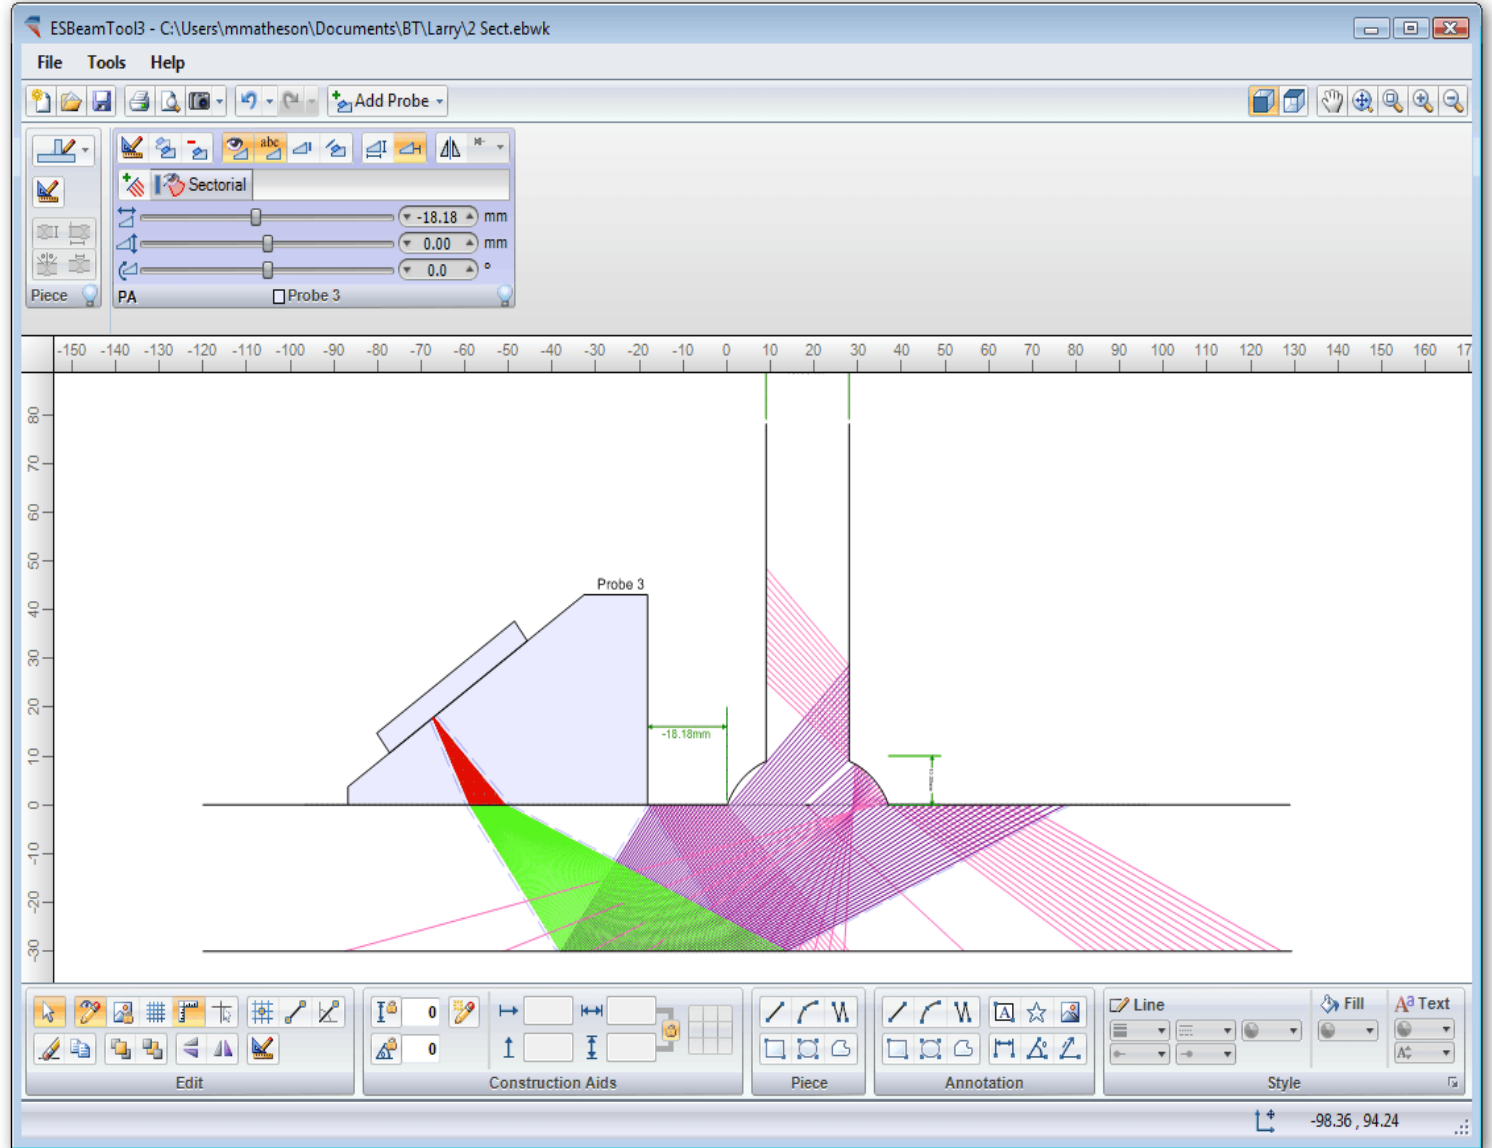 ESBeamTool3 - C:\Users\mmatheson\Documents\BT\Larry\2 Sect.ebwk
File Tools Help
Add Probe
abc
Sectorial
-18.18 mm
0.00 mm
0.0 °
Piece
PA Probe 3
-150 -140 -130 -120 -110 -100 -90 -80 -70 -60 -50 -40 -30 -20 -10 0 10 20 30 40 50 60 70 80 90 100 110 120 130 140 150 160 17
80
70
60
50
40
30
20
10
0
-10
-20
-30
Probe 3
-18.18mm
0
0
Line
Fill
Text
Edit
Construction Aids
Piece
Annotation
Style
-98.36 , 94.24